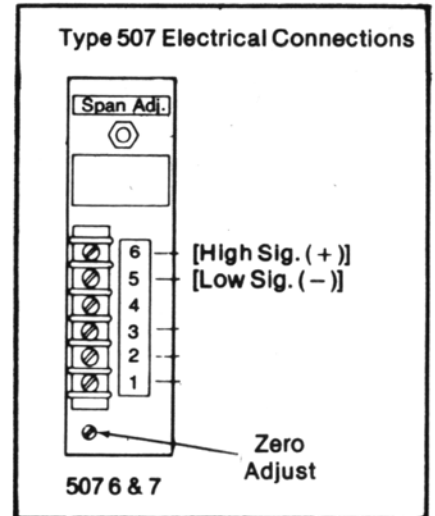 Type 507 Electrical Connections
Span Adj.
6 [High Sig. (+)]
5 [Low Sig. (−)]
4
3
2
1
Zero
Adjust
507 6 & 7